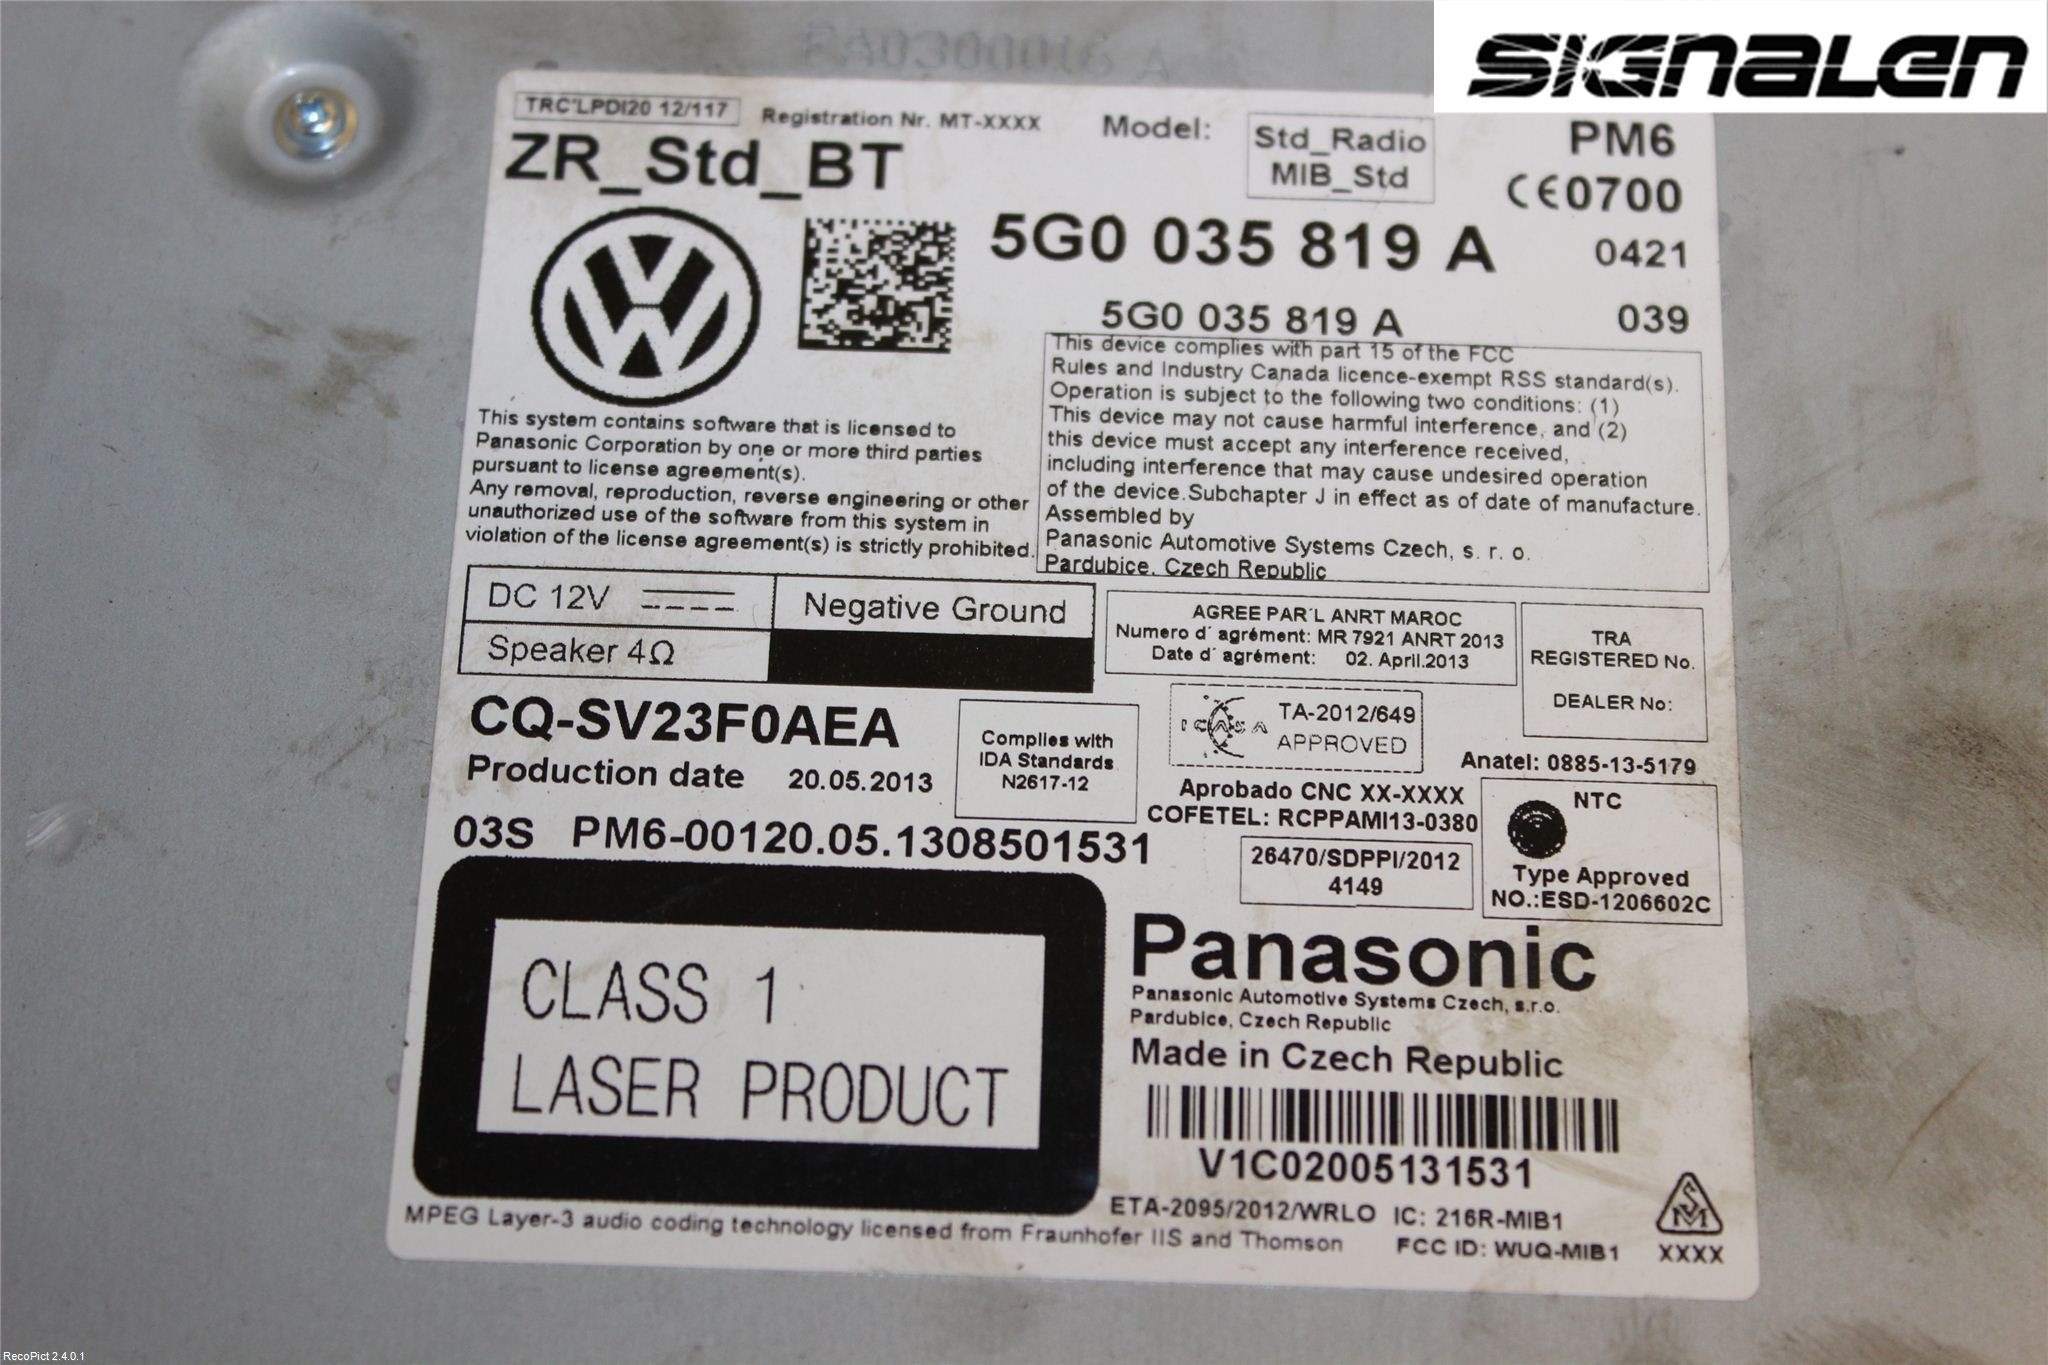 SIGNALEN
TRC'LPDI20 12/117
Registration Nr. MT-XXXX
Model:
Std_Radio
MIB_Std
PM6
ZR_Std_BT
CE0700
5G0 035 819 A
0421
5G0 035 819 A
039
This device complies with part 15 of the FCC
Rules and Industry Canada licence-exempt RSS standard(s).
Operation is subject to the following two conditions: (1)
This device may not cause harmful interference, and (2)
this device must accept any interference received,
including interference that may cause undesired operation
of the device.Subchapter J in effect as of date of manufacture.
Assembled by
Panasonic Automotive Systems Czech, s. r. o.
Pardubice, Czech Republic
This system contains software that is licensed to
Panasonic Corporation by one or more third parties
pursuant to license agreement(s).
Any removal, reproduction, reverse engineering or other
unauthorized use of the software from this system in
violation of the license agreement(s) is strictly prohibited.
DC 12V
Negative Ground
Speaker 4Ω
AGREE PAR'L ANRT MAROC
Numero d´ agrément: MR 7921 ANRT 2013
Date d´ agrément: 02. April.2013
TRA
REGISTERED No.
DEALER No:
CQ-SV23F0AEA
Production date 20.05.2013
Complies with
IDA Standards
N2617-12
ICASA
TA-2012/649
APPROVED
Anatel: 0885-13-5179
Aprobado CNC XX-XXXX
COFETEL: RCPPAMI13-0380
NTC
Type Approved
NO.:ESD-1206602C
03S PM6-00120.05.1308501531
26470/SDPPI/2012
4149
CLASS 1
LASER PRODUCT
Panasonic
Panasonic Automotive Systems Czech, s.r.o.
Pardubice, Czech Republic
Made in Czech Republic
V1C02005131531
ETA-2095/2012/WRLO IC: 216R-MIB1
FCC ID: WUQ-MIB1
XXXX
MPEG Layer-3 audio coding technology licensed from Fraunhofer IIS and Thomson
RecoPict 2.4.0.1